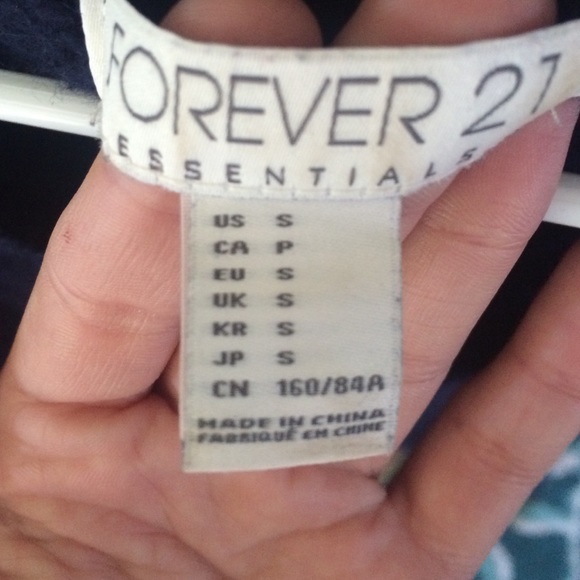 FOREVER 21
ESSENTIALS
US S
CA P
EU S
UK S
KR S
JP S
CN 160/84A
MADE IN CHINA
FABRIQUÉ EN CHINE